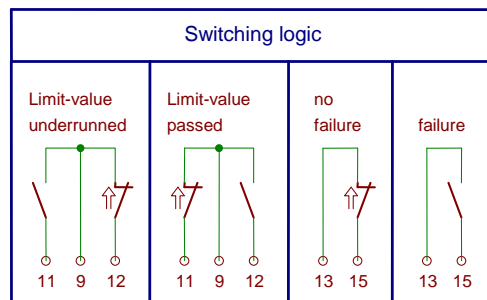 Switching logic
Limit-value
underrunned
Limit-value
passed
no
failure
failure
11 9 12
11 9 12
13 15
13 15